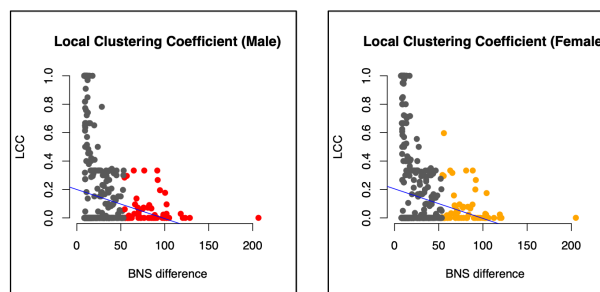 Local Clustering Coefficient (Male)
LCC
0.0 0.2 0.4 0.6 0.8 1.0
0 50 100 150 200
BNS difference
Local Clustering Coefficient (Female
LCC
0.0 0.2 0.4 0.6 0.8 1.0
0 50 100 150 200
BNS difference